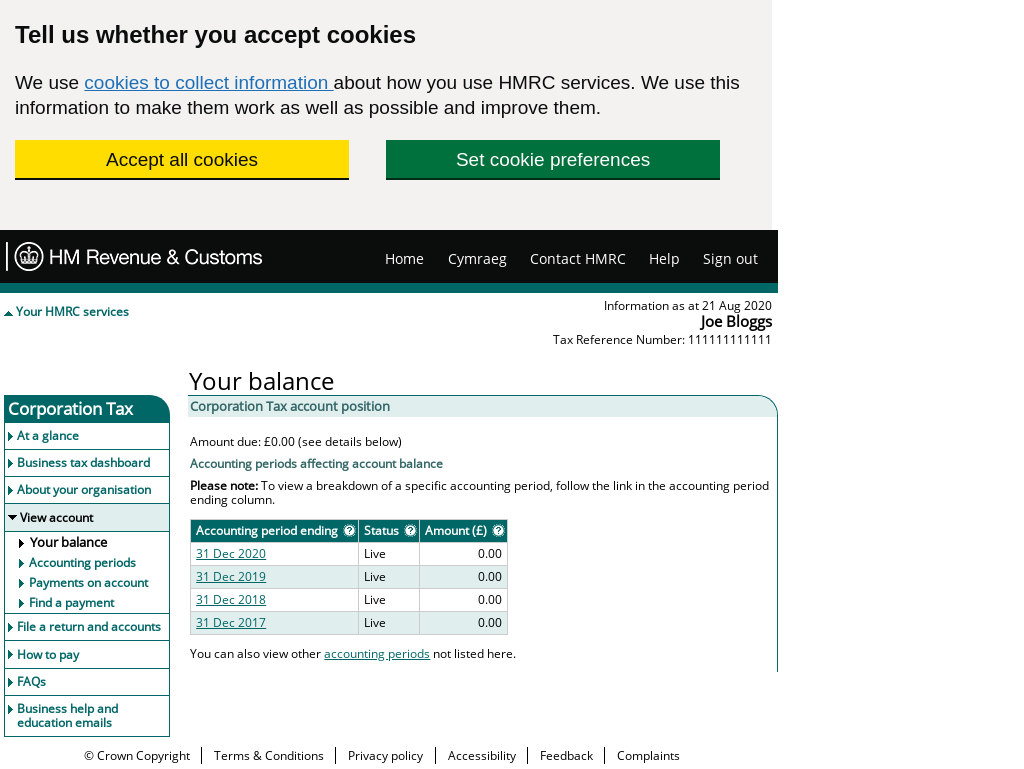 Tell us whether you accept cookies
We use cookies to collect information about how you use HMRC services. We use this
information to make them work as well as possible and improve them.
Accept all cookies
Set cookie preferences
HM Revenue & Customs
Home
Cymraeg
Contact HMRC
Help
Sign out
Your HMRC services
Information as at 21 Aug 2020
Joe Bloggs
Tax Reference Number: 111111111111
Your balance
Corporation Tax
At a glance
Business tax dashboard
About your organisation
View account
Your balance
Accounting periods
Payments on account
Find a payment
File a return and accounts
How to pay
FAQs
Business help and
education emails
Corporation Tax account position
Amount due: £0.00 (see details below)
Accounting periods affecting account balance
Please note: To view a breakdown of a specific accounting period, follow the link in the accounting period
ending column.
Accounting period ending ? Status ? Amount (£) ?
31 Dec 2020 Live 0.00
31 Dec 2019 Live 0.00
31 Dec 2018 Live 0.00
31 Dec 2017 Live 0.00
You can also view other accounting periods not listed here.
© Crown Copyright
Terms & Conditions
Privacy policy
Accessibility
Feedback
Complaints